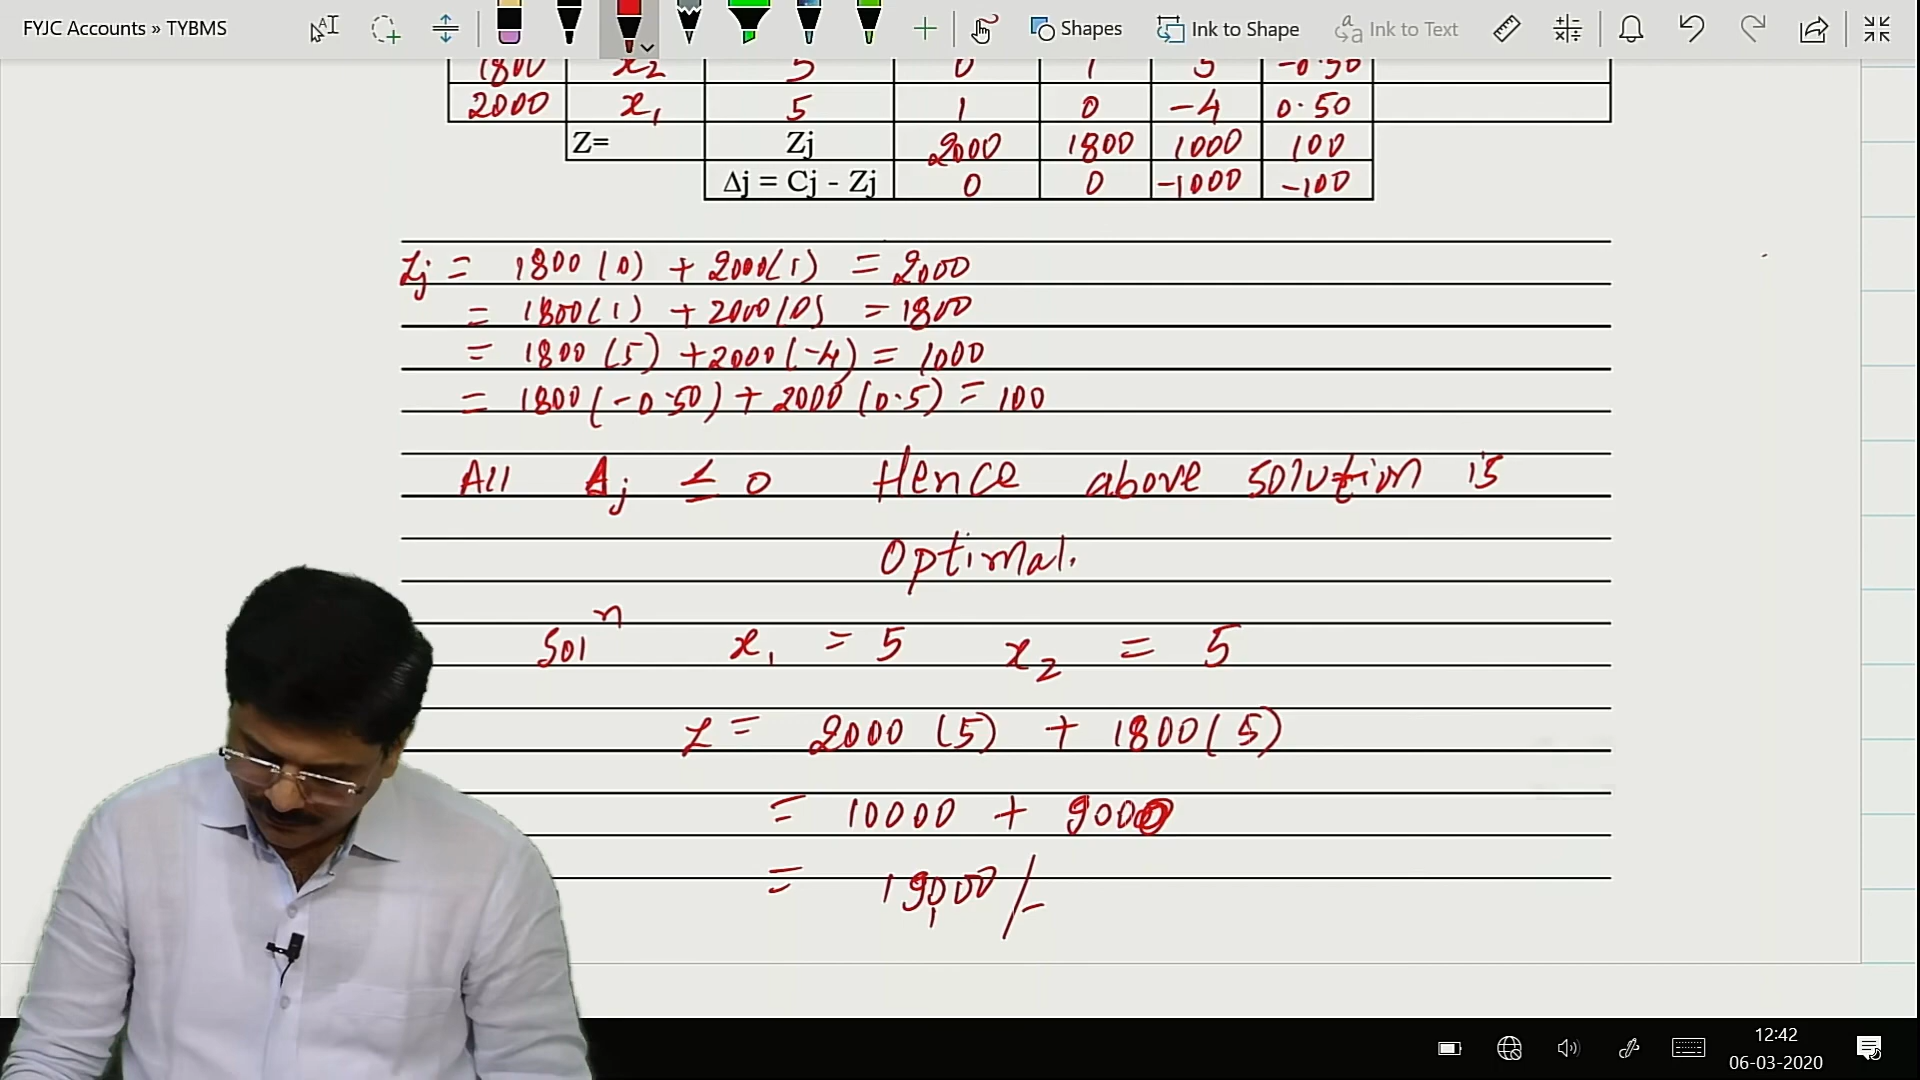 FYJC Accounts » TYBMS
Shapes
Ink to Shape
Ink to Text
1800 x2 5 0 1 5 -0.50
2000 x1 5 1 0 -4 0.50
Z= Zj 2000 1800 1000 100
Δj = Cj - Zj 0 0 -1000 -100
Zj = 1800 (0) + 2000(1) = 2000
= 1800(1) + 2000(0) = 1800
= 1800 (5) + 2000(-4) = 1000
= 1800(-0.50) + 2000 (0.5) = 100
All Δj ≤ 0 Hence above solution is
Optimal.
Solⁿ x1 = 5 x2 = 5
Z = 2000 (5) + 1800(5)
= 10000 + 9000
= 19,000/-
12:42
06-03-2020